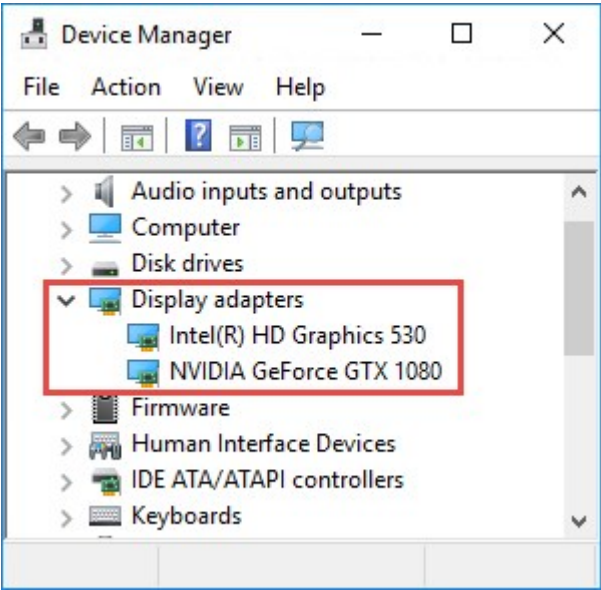 Device Manager
File Action View Help
Audio inputs and outputs
Computer
Disk drives
Display adapters
Intel(R) HD Graphics 530
NVIDIA GeForce GTX 1080
Firmware
Human Interface Devices
IDE ATA/ATAPI controllers
Keyboards